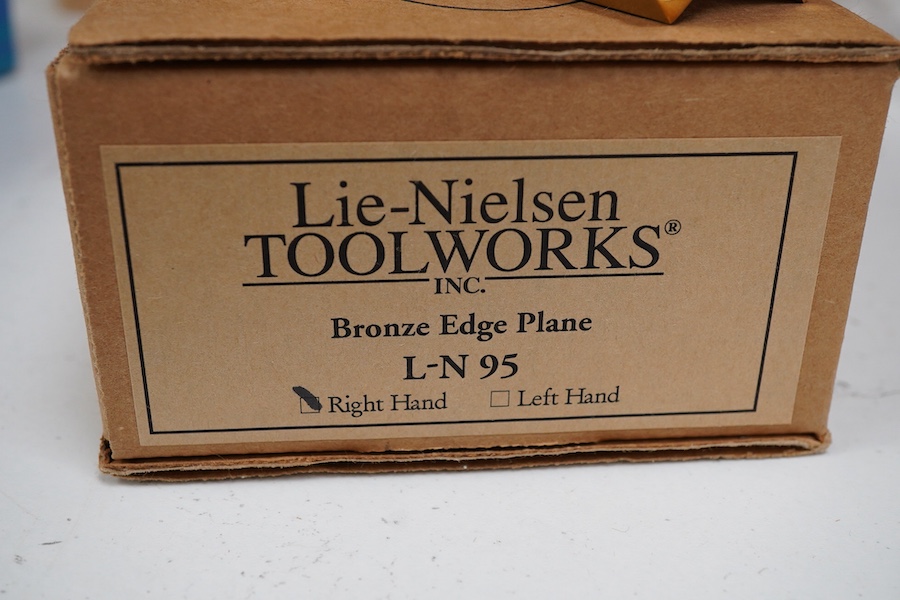 Lie-Nielsen
TOOLWORKS®
INC.
Bronze Edge Plane
L-N 95
Right Hand Left Hand